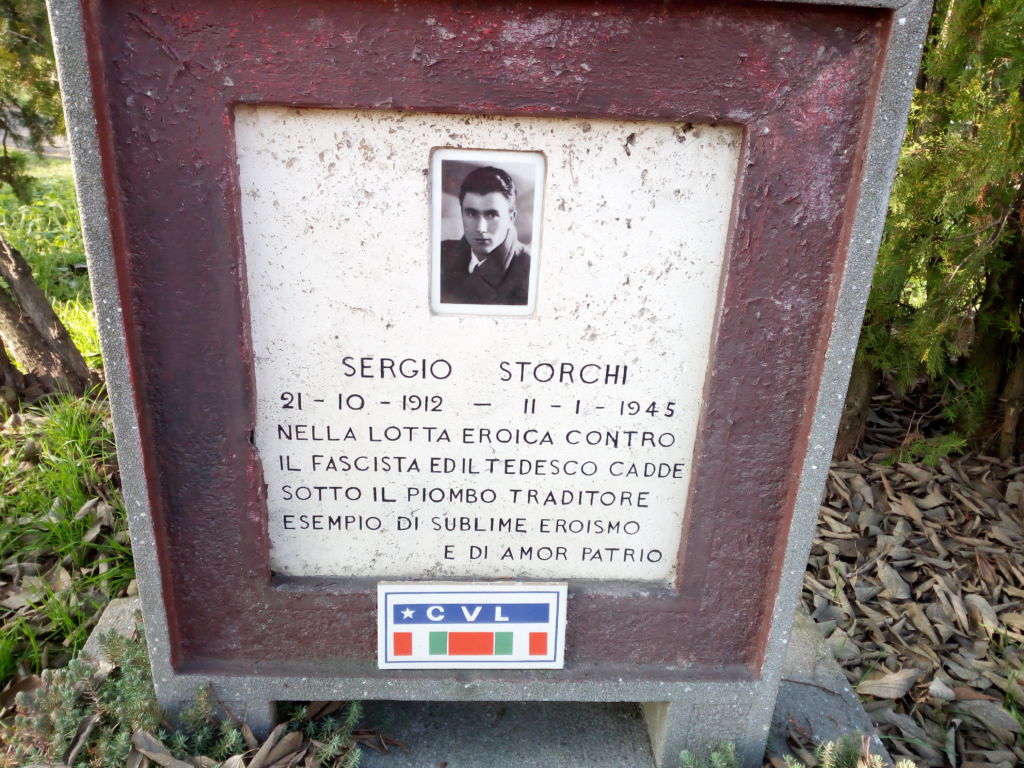 SERGIO STORCHI
21 - 10 - 1912 - 11 - 1 - 1945
NELLA LOTTA EROICA CONTRO
IL FASCISTA ED IL TEDESCO CADDE
SOTTO IL PIOMBO TRADITORE
ESEMPIO DI SUBLIME EROISMO
E DI AMOR PATRIO
CVL